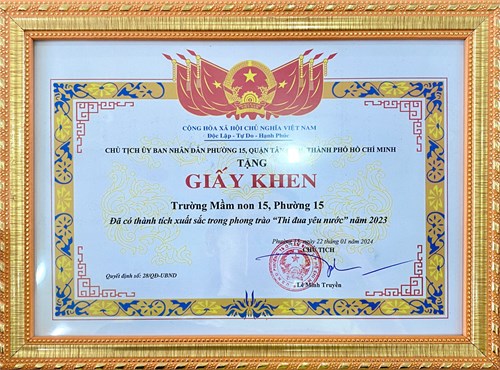 CỘNG HÒA XÃ HỘI CHỦ NGHĨA VIỆT NAM
Độc Lập - Tự Do - Hạnh Phúc
CHỦ TỊCH ỦY BAN NHÂN DÂN PHƯỜNG 15, QUẬN TÂN THÀNH PHỐ HỒ CHÍ MINH
TẶNG
GIẤY KHEN
Trường Mầm non 15, Phường 15
Đã có thành tích xuất sắc trong phong trào “Thi đua yêu nước” năm 2023
Phường 15, ngày 22 tháng 01 năm 2024
CHỦ TỊCH
Quyết định số: 28/QĐ-UBND
Lê Minh Truyền